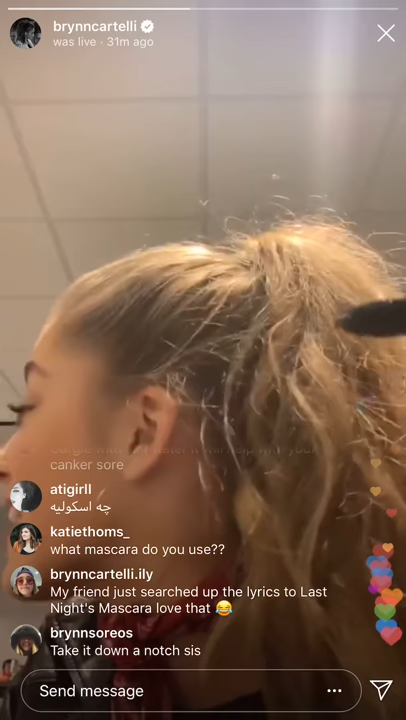 brynncartelli
was live · 31m ago
canker sore
atigirll
چه اسکولیه
katiethoms_
what mascara do you use??
brynncartelli.ily
My friend just searched up the lyrics to Last
Night's Mascara love that 😂
brynnsoreos
Take it down a notch sis
Send message